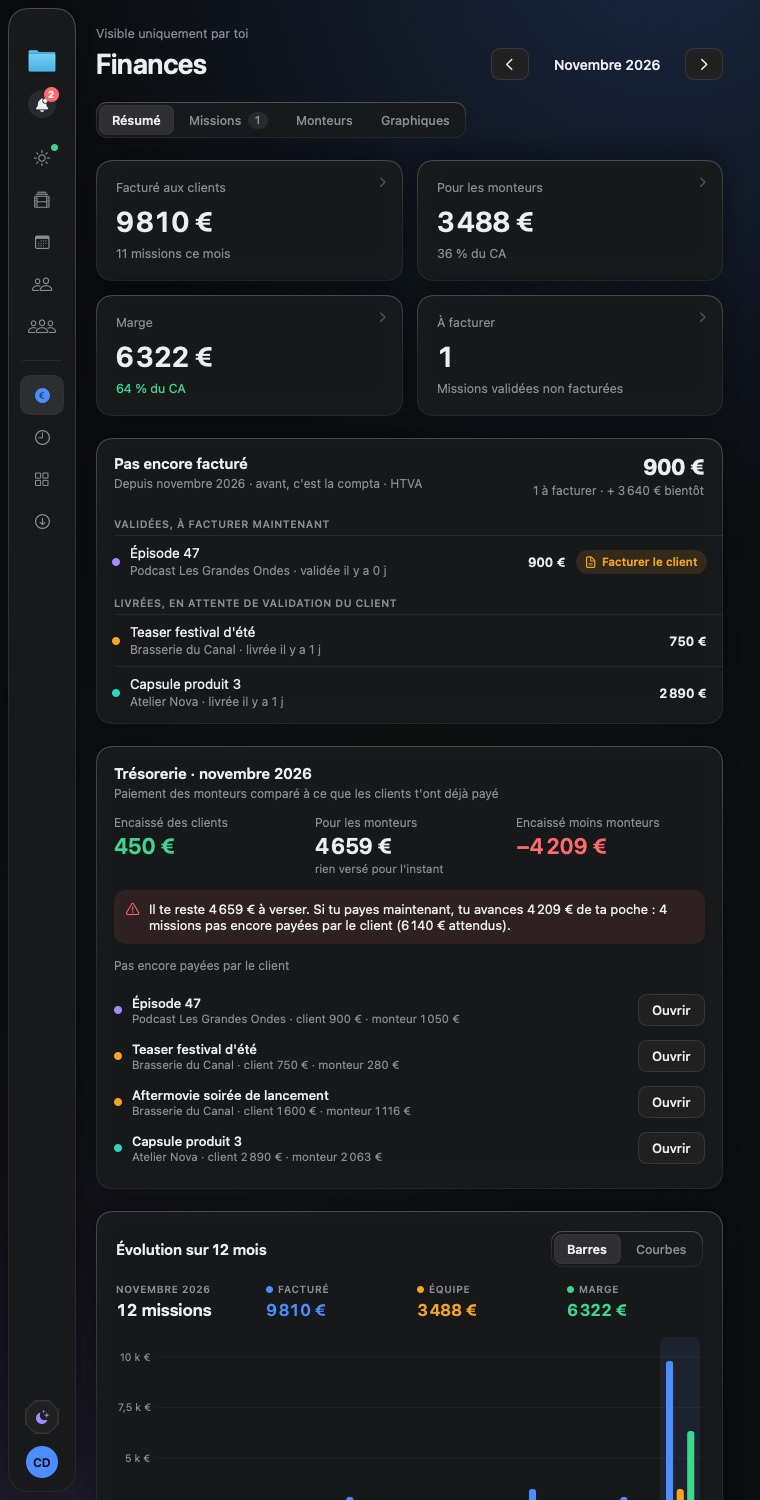 Visible uniquement par toi
Finances
Novembre 2026
2
Résumé
Missions 1
Monteurs
Graphiques
Facturé aux clients
9 810 €
11 missions ce mois
Pour les monteurs
3 488 €
36 % du CA
Marge
6 322 €
64 % du CA
À facturer
1
Missions validées non facturées
Pas encore facturé
900 €
Depuis novembre 2026 · avant, c'est la compta · HTVA
1 à facturer · + 3 640 € bientôt
VALIDÉES, À FACTURER MAINTENANT
Épisode 47
Podcast Les Grandes Ondes · validée il y a 0 j
900 €
Facturer le client
LIVRÉES, EN ATTENTE DE VALIDATION DU CLIENT
Teaser festival d'été
Brasserie du Canal · livrée il y a 1 j
750 €
Capsule produit 3
Atelier Nova · livrée il y a 1 j
2 890 €
Trésorerie · novembre 2026
Paiement des monteurs comparé à ce que les clients t'ont déjà payé
Encaissé des clients
450 €
Pour les monteurs
4 659 €
rien versé pour l'instant
Encaissé moins monteurs
−4 209 €
Il te reste 4 659 € à verser. Si tu payes maintenant, tu avances 4 209 € de ta poche : 4
missions pas encore payées par le client (6 140 € attendus).
Pas encore payées par le client
Épisode 47
Podcast Les Grandes Ondes · client 900 € · monteur 1 050 €
Ouvrir
Teaser festival d'été
Brasserie du Canal · client 750 € · monteur 280 €
Ouvrir
Aftermovie soirée de lancement
Brasserie du Canal · client 1 600 € · monteur 1 116 €
Ouvrir
Capsule produit 3
Atelier Nova · client 2 890 € · monteur 2 063 €
Ouvrir
Évolution sur 12 mois
Barres
Courbes
NOVEMBRE 2026
12 missions
FACTURÉ
9 810 €
ÉQUIPE
3 488 €
MARGE
6 322 €
10 k €
7,5 k €
5 k €
CD